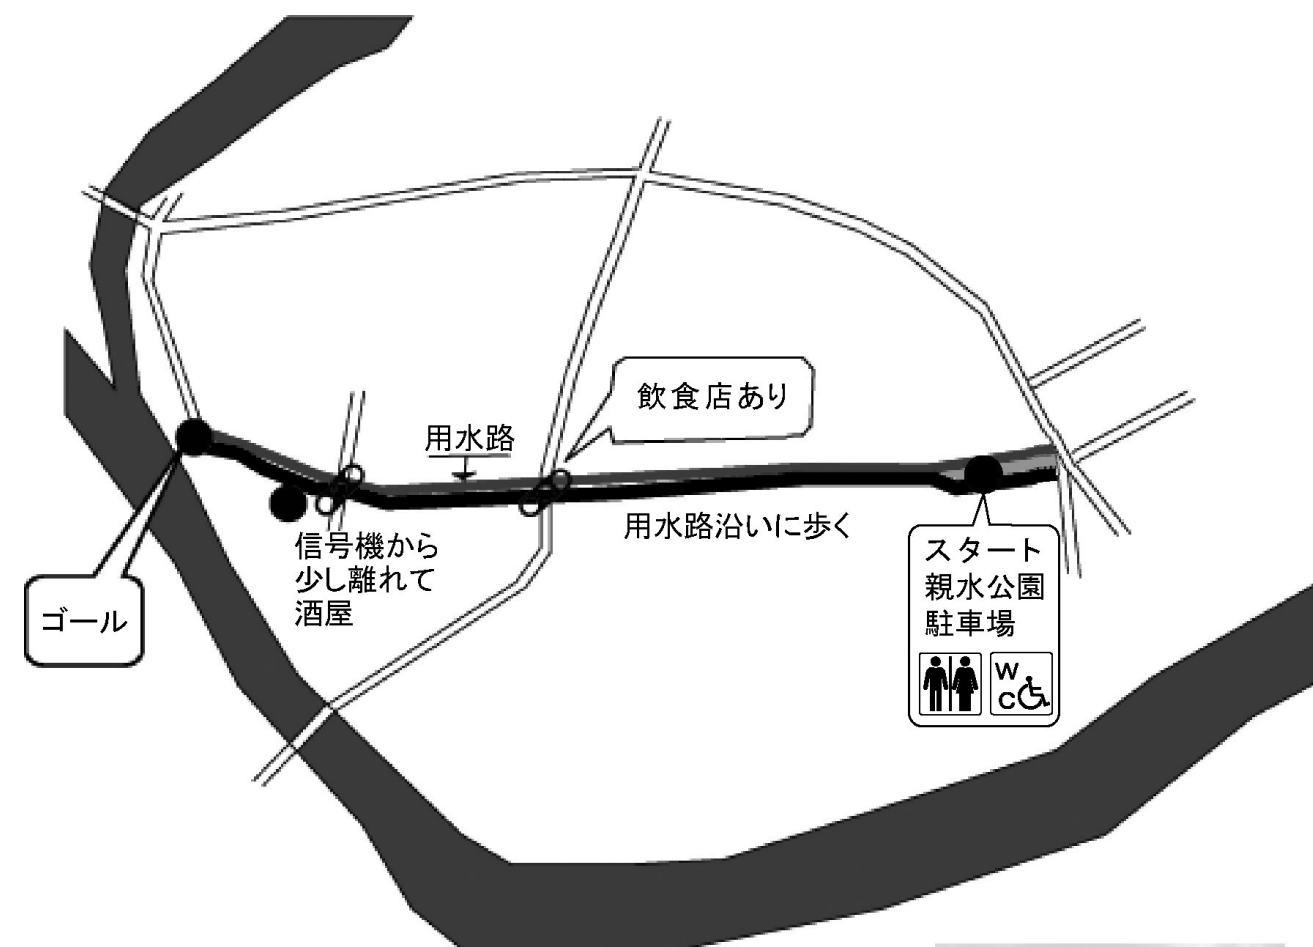 飲食店あり
用水路
用水路沿いに歩く
信号機から
少し離れて
酒屋
スタート
親水公園
駐車場
W
C
ゴール